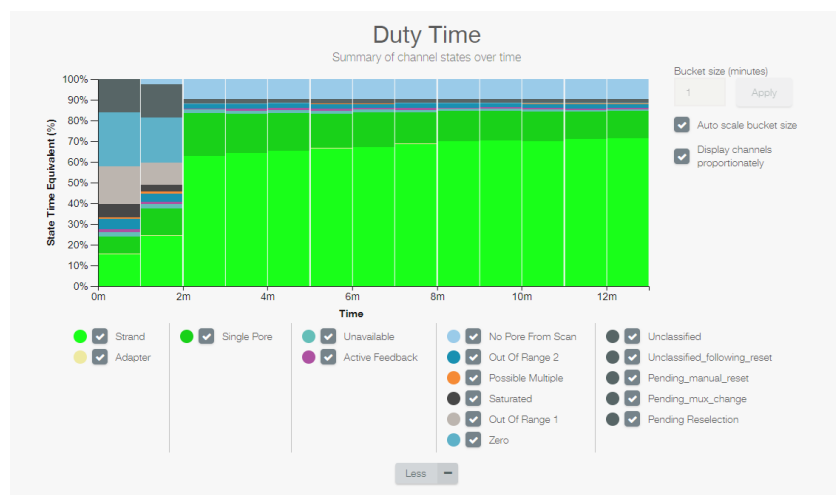 Duty Time
Summary of channel states over time
Bucket size (minutes)
1
Apply
Auto scale bucket size
Display channels
proportionately
State Time Equivalent (%)
100%
90%
80%
70%
60%
50%
40%
30%
20%
10%
0%
0m 2m 4m 6m 8m 10m 12m
Time
Strand
Adapter
Single Pore
Unavailable
Active Feedback
No Pore From Scan
Out Of Range 2
Possible Multiple
Saturated
Out Of Range 1
Zero
Unclassified
Unclassified_following_reset
Pending_manual_reset
Pending_mux_change
Pending Reselection
Less